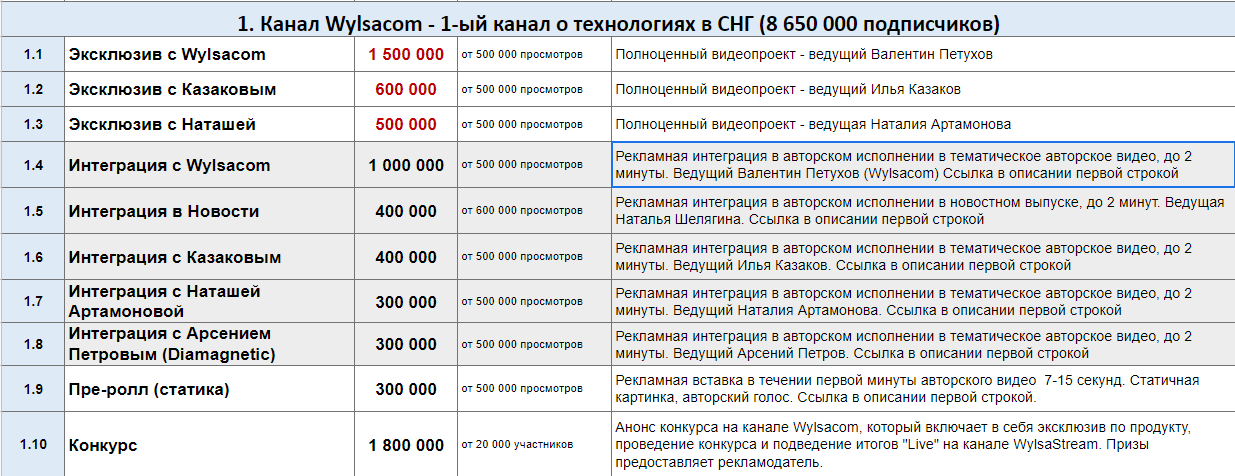 1. Канал Wylsacom - 1-ый канал о технологиях в СНГ (8 650 000 подписчиков)
1.1 Эксклюзив с Wylsacom 1 500 000 от 500 000 просмотров Полноценный видеопроект - ведущий Валентин Петухов
1.2 Эксклюзив с Казаковым 600 000 от 500 000 просмотров Полноценный видеопроект - ведущий Илья Казаков
1.3 Эксклюзив с Наташей 500 000 от 500 000 просмотров Полноценный видеопроект - ведущая Наталия Артамонова
1.4 Интеграция с Wylsacom 1 000 000 от 500 000 просмотров Рекламная интеграция в авторском исполнении в тематическое авторское видео, до 2
минуты. Ведущий Валентин Петухов (Wylsacom) Ссылка в описании первой строкой
1.5 Интеграция в Новости 400 000 от 600 000 просмотров Рекламная интеграция в авторском исполнении в новостном выпуске, до 2 минут. Ведущая
Наталья Шелягина. Ссылка в описании первой строкой
1.6 Интеграция с Казаковым 400 000 от 500 000 просмотров Рекламная интеграция в авторском исполнении в тематическое авторское видео, до 2
минуты. Ведущий Илья Казаков. Ссылка в описании первой строкой
1.7 Интеграция с Наташей
Артамоновой 300 000 от 500 000 просмотров Рекламная интеграция в авторском исполнении в тематическое авторское видео, до 2
минуты. Ведущий Наталия Артамонова. Ссылка в описании первой строкой
1.8 Интеграция с Арсением
Петровым (Diamagnetic) 300 000 от 500 000 просмотров Рекламная интеграция в авторском исполнении в тематическое авторское видео, до 2
минуты. Ведущий Арсений Петров. Ссылка в описании первой строкой
1.9 Пре-ролл (статика) 300 000 от 500 000 просмотров Рекламная вставка в течении первой минуты авторского видео 7-15 секунд. Статичная
картинка, авторский голос. Ссылка в описании первой строкой.
1.10 Конкурс 1 800 000 от 20 000 участников Анонс конкурса на канале Wylsacom, который включает в себя эксклюзив по продукту,
проведение конкурса и подведение итогов "Live" на канале WylsaStream. Призы
предоставляет рекламодатель.